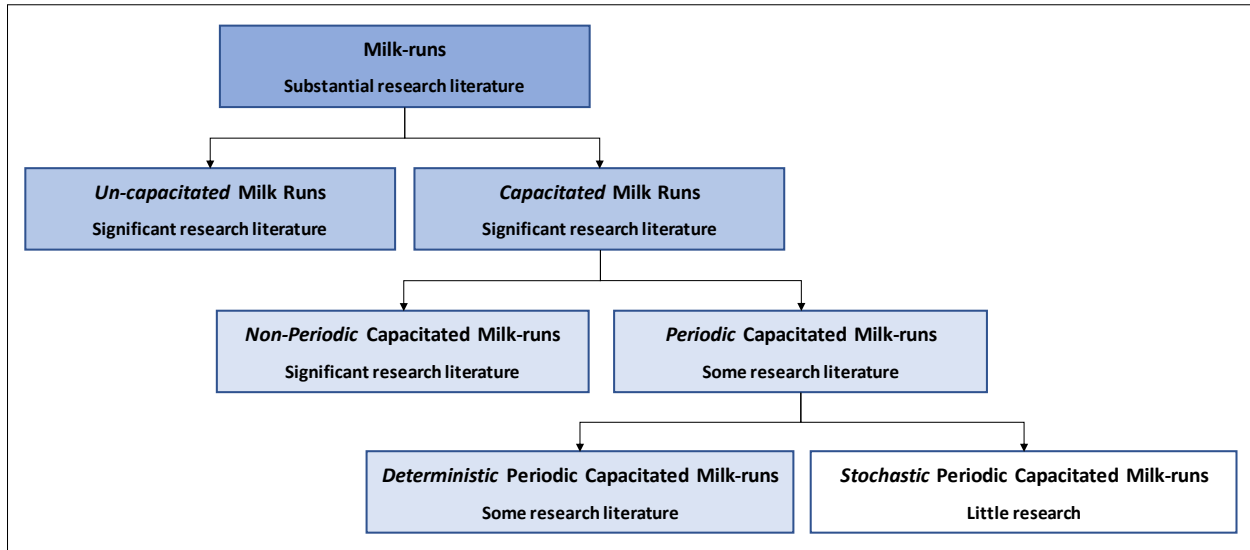 Milk-runs
Substantial research literature
Un-capacitated Milk Runs
Significant research literature
Capacitated Milk Runs
Significant research literature
Non-Periodic Capacitated Milk-runs
Significant research literature
Periodic Capacitated Milk-runs
Some research literature
Deterministic Periodic Capacitated Milk-runs
Some research literature
Stochastic Periodic Capacitated Milk-runs
Little research